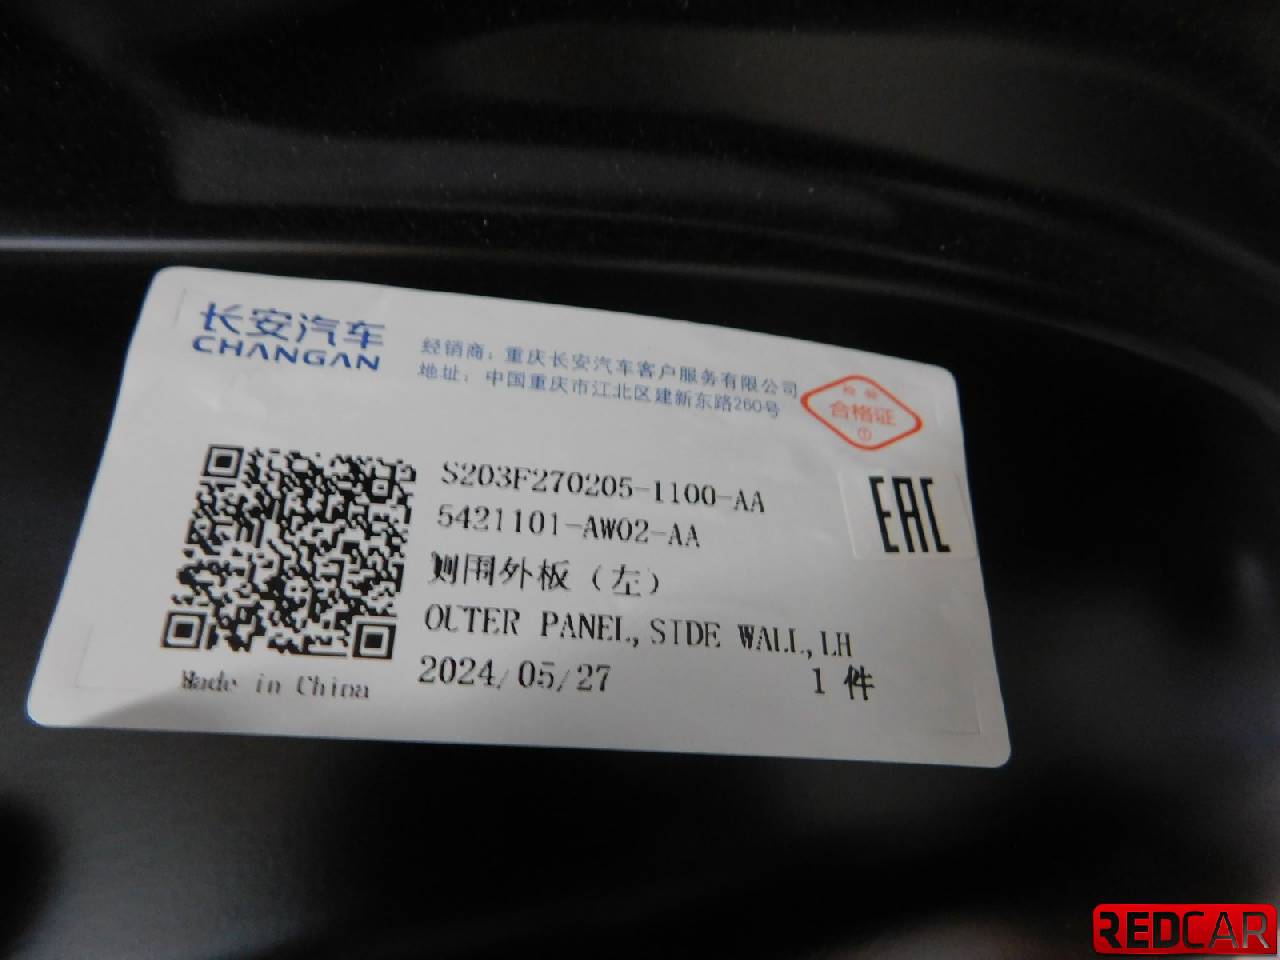 长安汽车
CHANGAN
经销商：重庆长安汽车客户服务有限公司
地址：中国重庆市江北区建新东路260号
检验
合格证
①
EAC
S203F270205-1100-AA
5421101-AW02-AA
侧围外板（左）
OUTER PANEL, SIDE WALL, LH
2024/05/27
1 件
Made in China
REDCAR